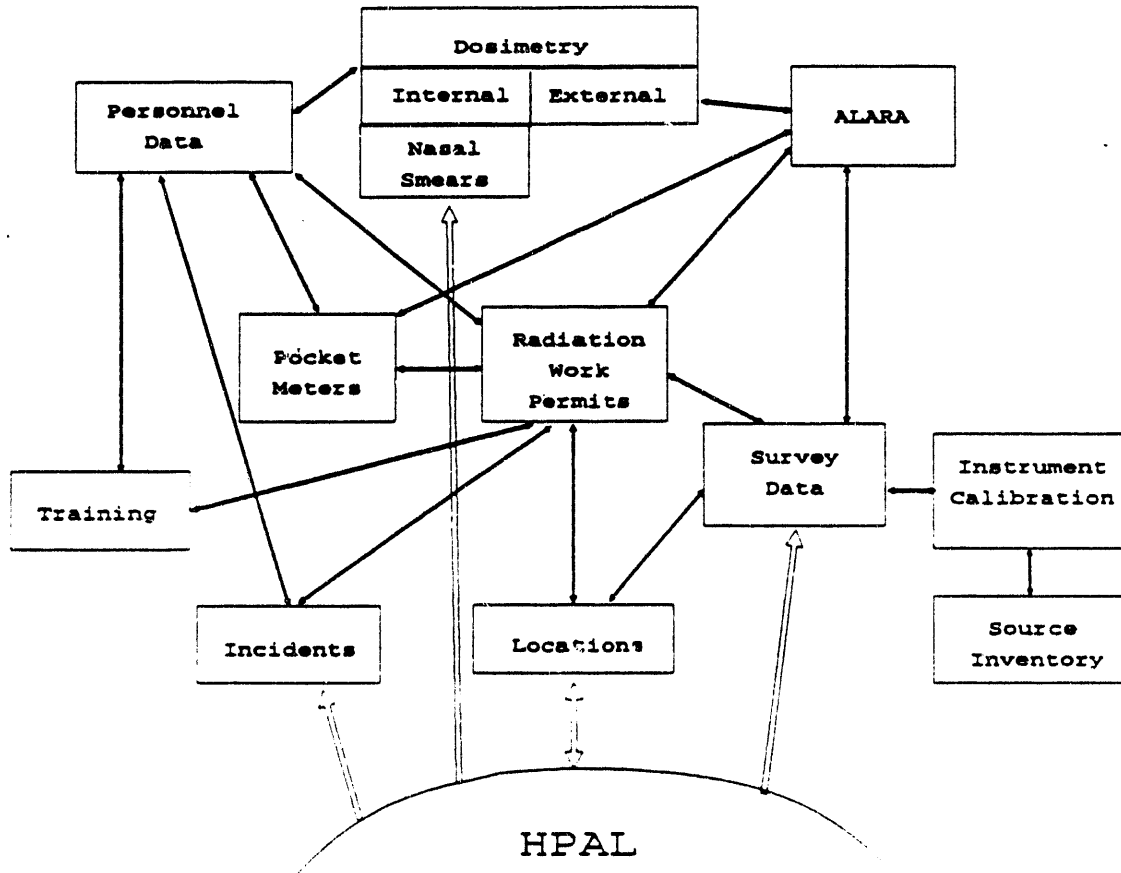 Dosimetry
Internal
External
Nasal
Smears
Personnel
Data
ALARA
Pocket
Meters
Radiation
Work
Permits
Survey
Data
Instrument
Calibration
Training
Incidents
Locations
Source
Inventory
HPAL